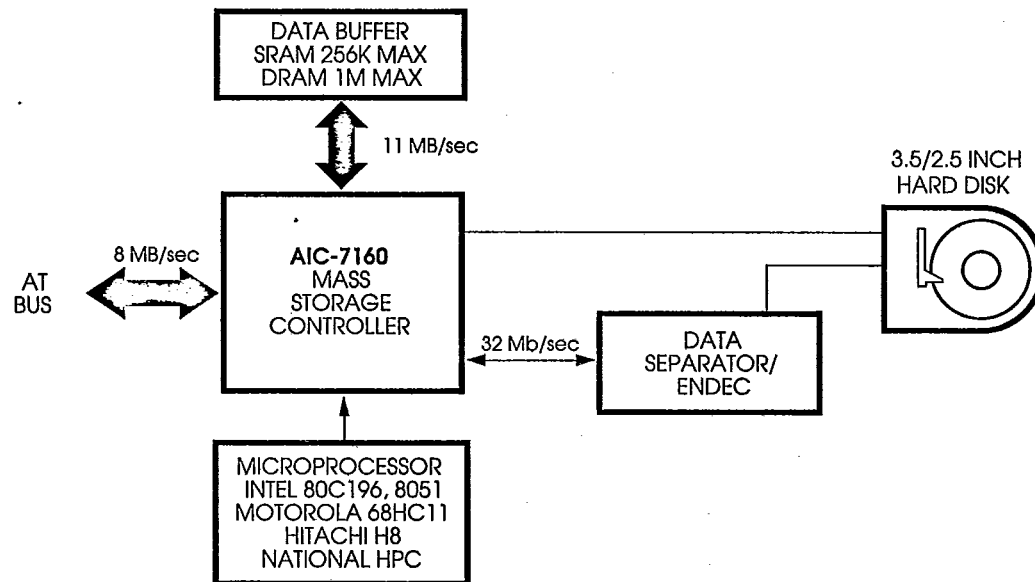 DATA BUFFER
SRAM 256K MAX
DRAM 1M MAX
11 MB/sec
3.5/2.5 INCH
HARD DISK
8 MB/sec
AT
BUS
AIC-7160
MASS
STORAGE
CONTROLLER
32 Mb/sec
DATA
SEPARATOR/
ENDEC
MICROPROCESSOR
INTEL 80C196, 8051
MOTOROLA 68HC11
HITACHI H8
NATIONAL HPC